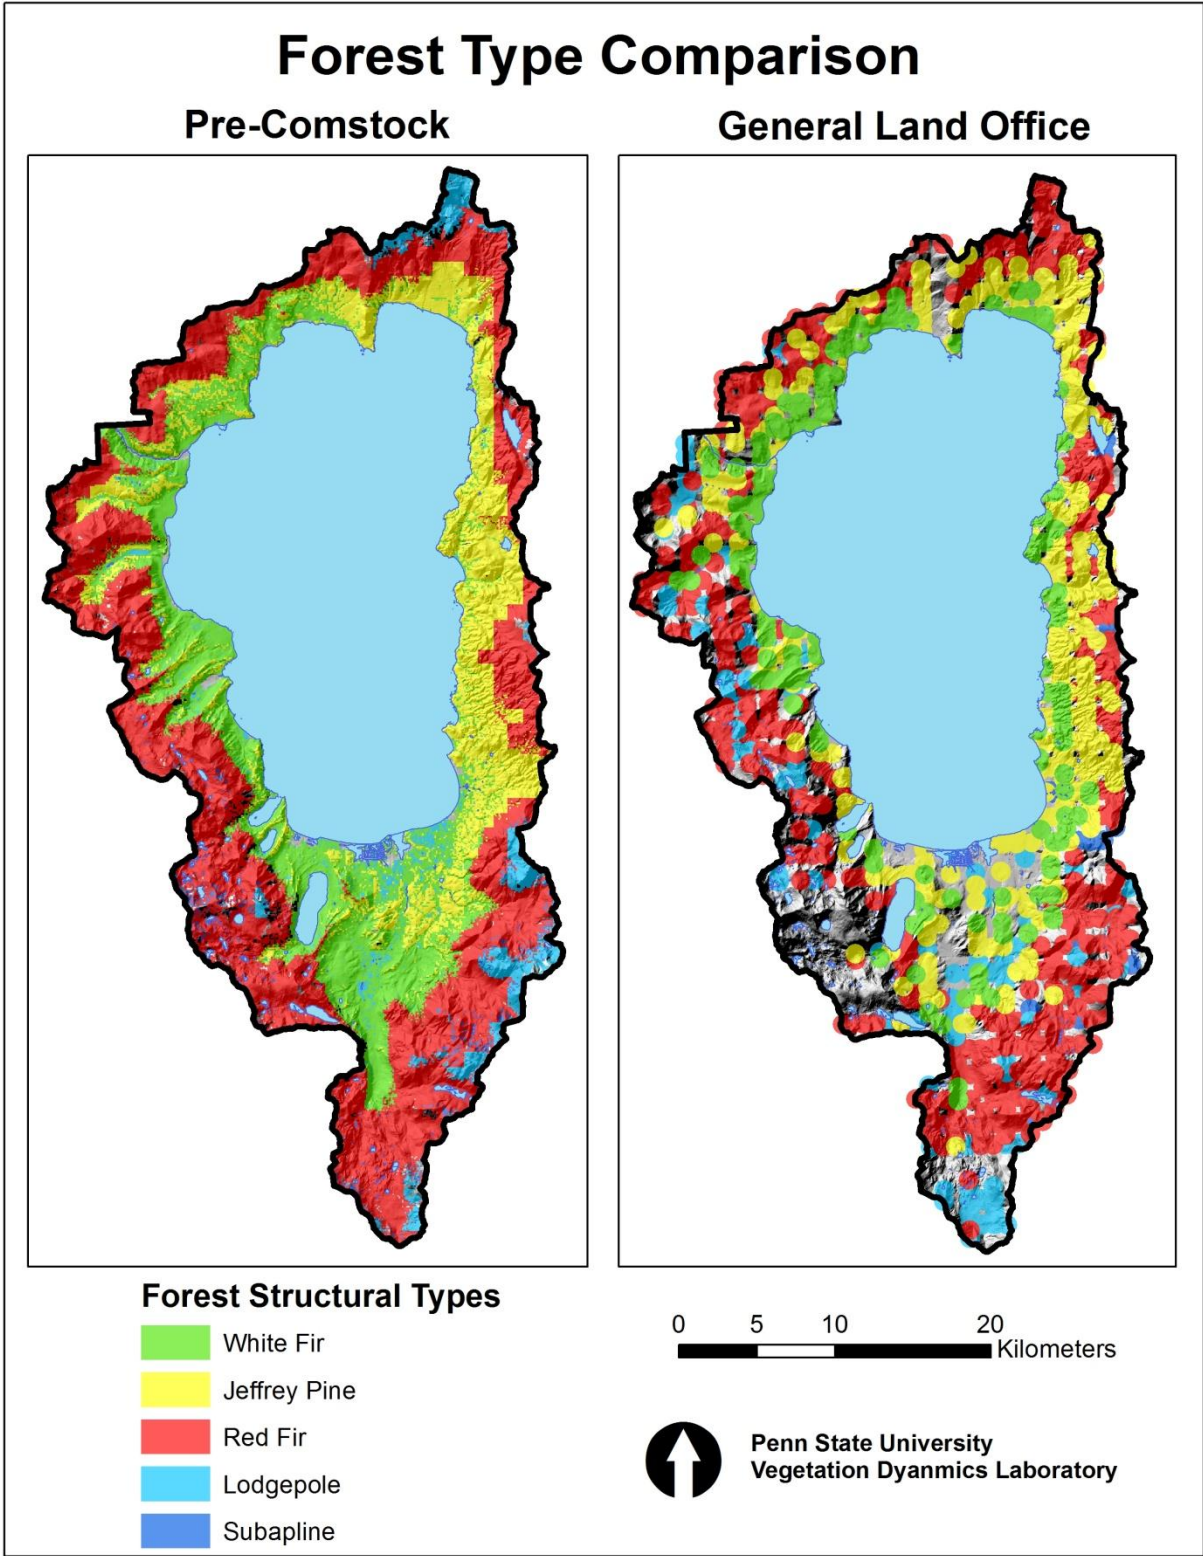 Forest Type Comparison
Pre-Comstock
General Land Office
Forest Structural Types
White Fir
Jeffrey Pine
Red Fir
Lodgepole
Subapline
0 5 10 20
Kilometers
Penn State University
Vegetation Dyanmics Laboratory